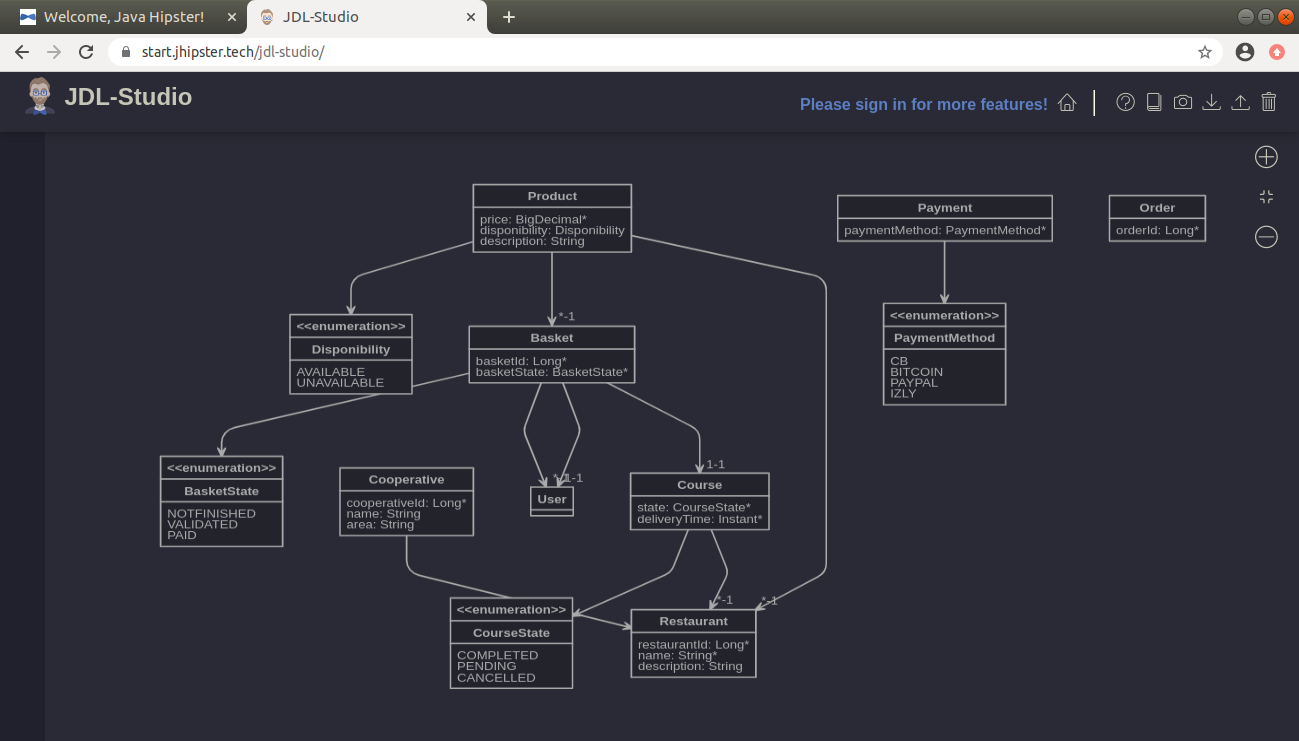 Welcome, Java Hipster!
JDL-Studio
start.jhipster.tech/jdl-studio/
JDL-Studio
Please sign in for more features!
Product
price: BigDecimal*
disponibility: Disponibility
description: String
Payment
paymentMethod: PaymentMethod*
Order
orderId: Long*
<<enumeration>>
Disponibility
AVAILABLE
UNAVAILABLE
*-1
Basket
basketId: Long*
basketState: BasketState*
<<enumeration>>
PaymentMethod
CB
BITCOIN
PAYPAL
IZLY
<<enumeration>>
BasketState
NOTFINISHED
VALIDATED
PAID
Cooperative
cooperativeId: Long*
name: String
area: String
1-1
User
1-1
Course
state: CourseState*
deliveryTime: Instant*
<<enumeration>>
CourseState
COMPLETED
PENDING
CANCELLED
*-1
*-1
Restaurant
restaurantId: Long*
name: String*
description: String